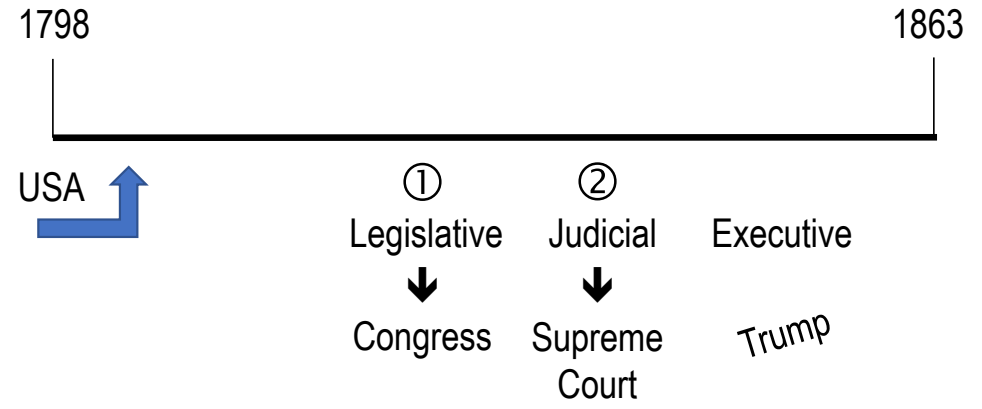 1798 1863
USA
① ②
Legislative Judicial Executive
🡻 🡻
Congress Supreme Court Trump